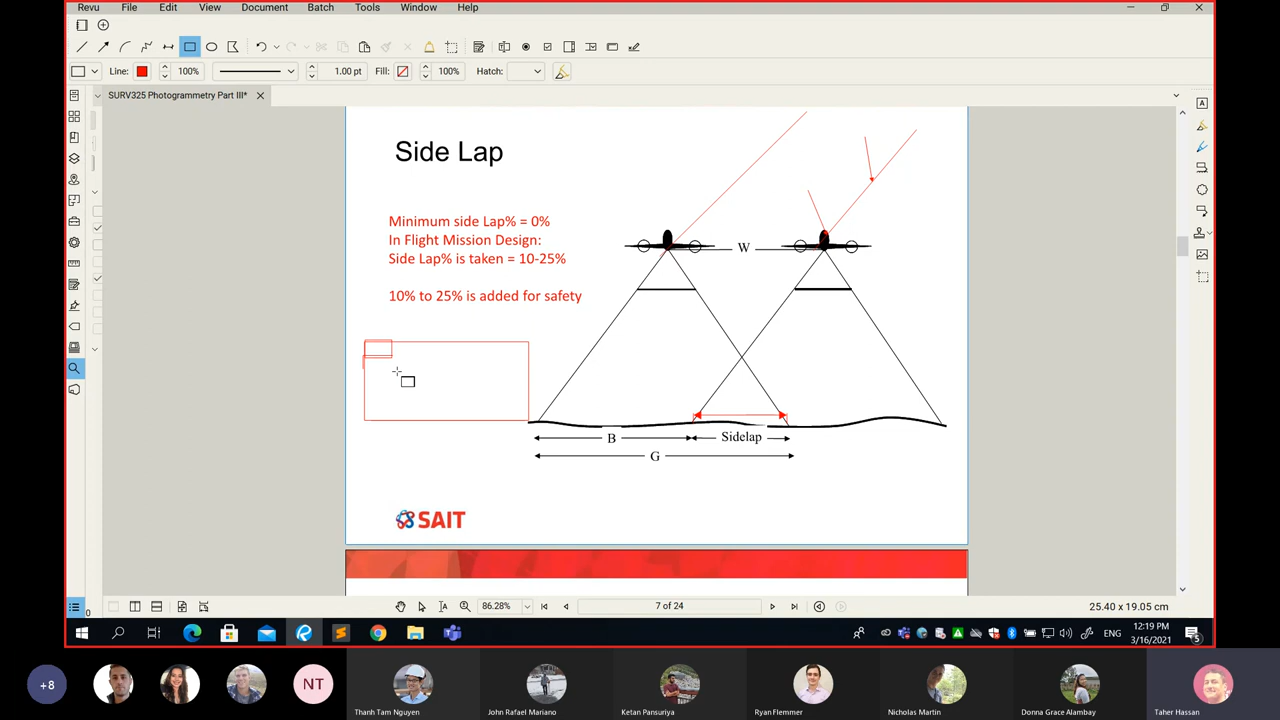 Revu File Edit View Document Batch Tools Window Help
Line: 100% 1.00 pt Fill: 100% Hatch:
SURV325 Photogrammetry Part III*
Side Lap
Minimum side Lap% = 0%
In Flight Mission Design:
Side Lap% is taken = 10-25%
10% to 25% is added for safety
W
B
Sidelap
G
SAIT
0
86.28%
7 of 24
25.40 x 19.05 cm
ENG
12:19 PM
3/16/2021
5
+8
NT
Thanh Tam Nguyen
John Rafael Mariano
Ketan Pansuriya
Ryan Flemmer
Nicholas Martin
Donna Grace Alambay
Taher Hassan